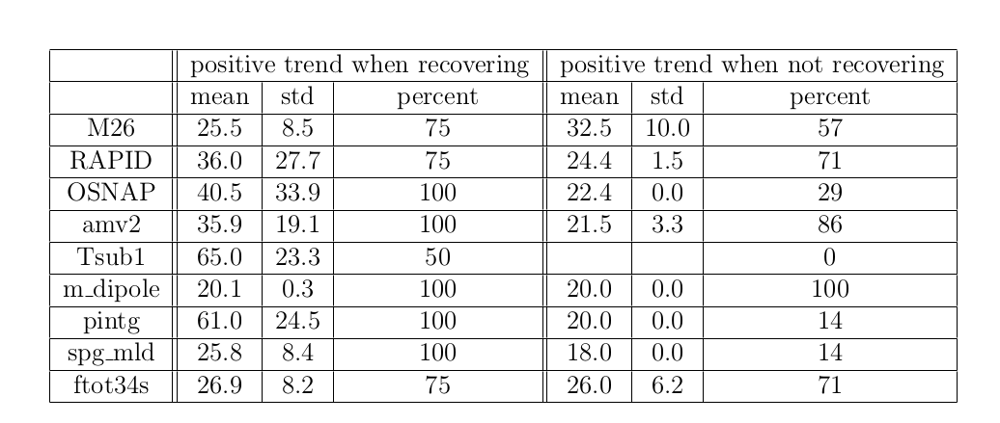 positive trend when recovering positive trend when not recovering
mean std percent mean std percent
M26 25.5 8.5 75 32.5 10.0 57
RAPID 36.0 27.7 75 24.4 1.5 71
OSNAP 40.5 33.9 100 22.4 0.0 29
amv2 35.9 19.1 100 21.5 3.3 86
Tsub1 65.0 23.3 50 0
m_dipole 20.1 0.3 100 20.0 0.0 100
pintg 61.0 24.5 100 20.0 0.0 14
spg_mld 25.8 8.4 100 18.0 0.0 14
ftot34s 26.9 8.2 75 26.0 6.2 71